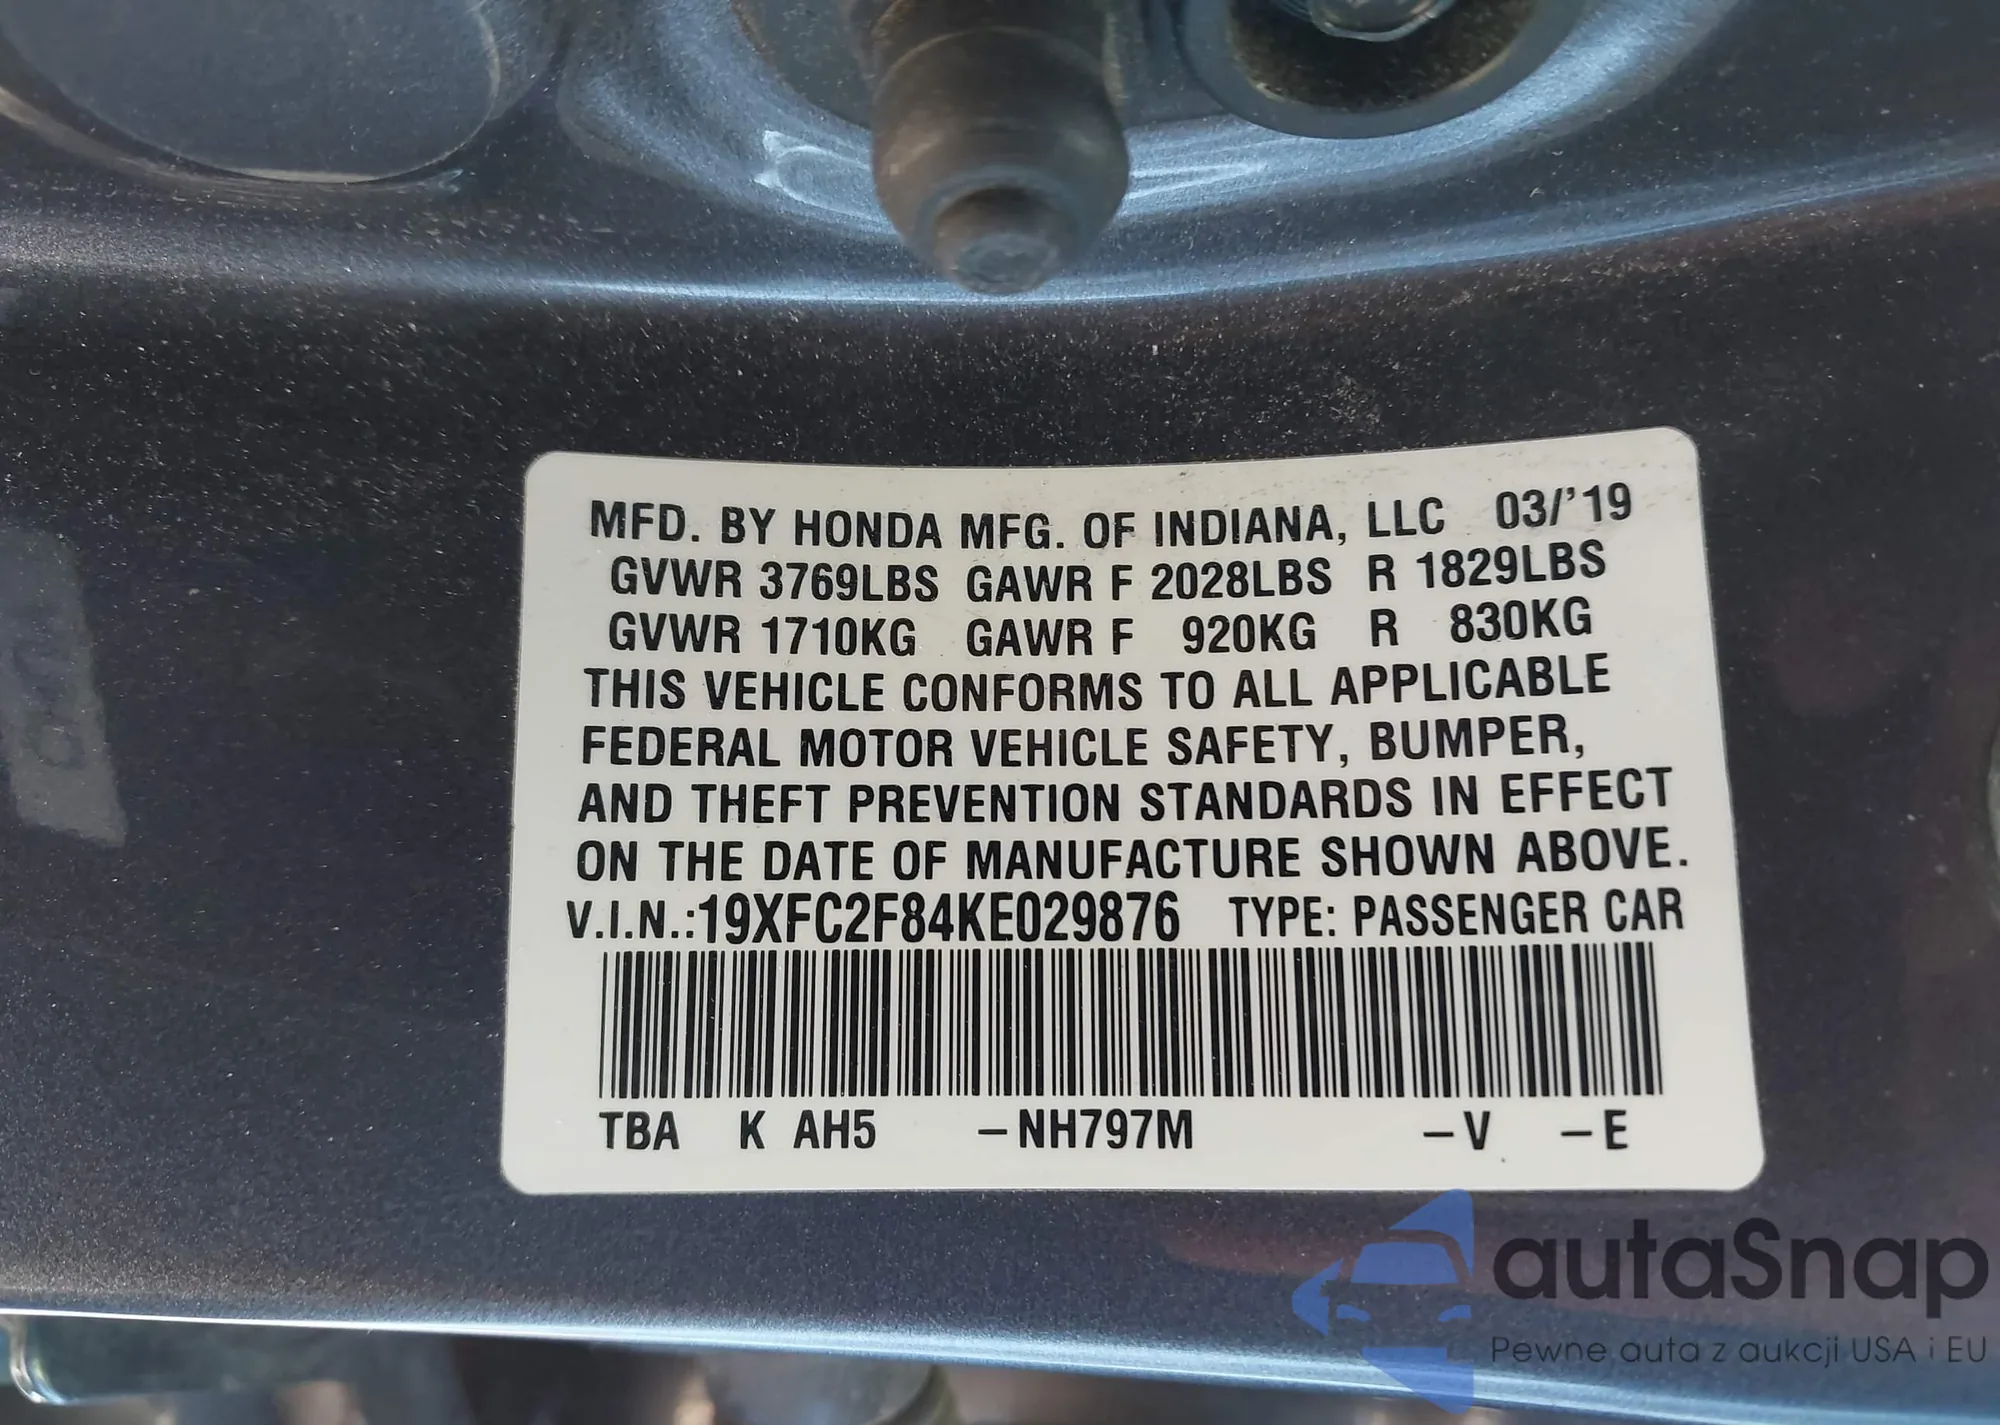 MFD. BY HONDA MFG. OF INDIANA, LLC 03/'19
GVWR 3769LBS GAWR F 2028LBS R 1829LBS
GVWR 1710KG GAWR F 920KG R 830KG
THIS VEHICLE CONFORMS TO ALL APPLICABLE
FEDERAL MOTOR VEHICLE SAFETY, BUMPER,
AND THEFT PREVENTION STANDARDS IN EFFECT
ON THE DATE OF MANUFACTURE SHOWN ABOVE.
V.I.N.:19XFC2F84KE029876 TYPE: PASSENGER CAR
TBA K AH5 –NH797M –V –E
autaSnap
Pewne auta z aukcji USA i EU